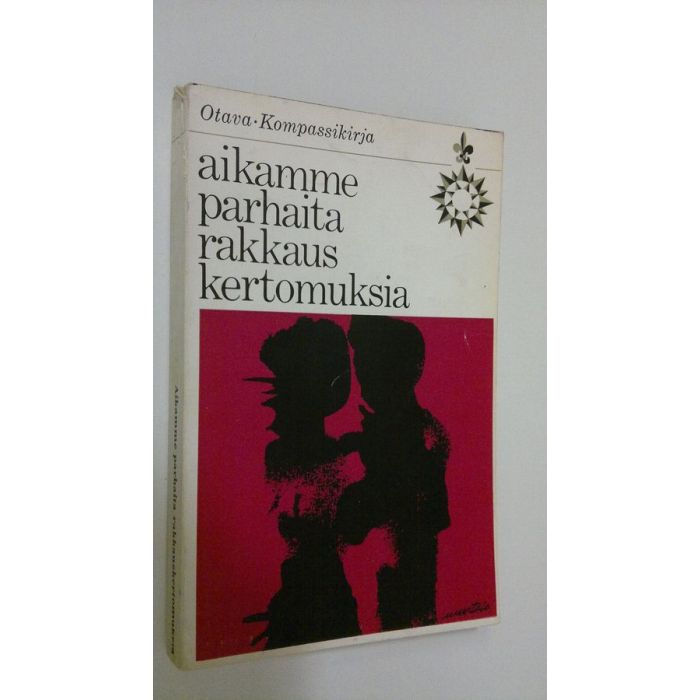 Otava • Kompassikirja
aikamme
parhaita
rakkaus
kertomuksia
Aikamme parhaita rakkauskertomuksia